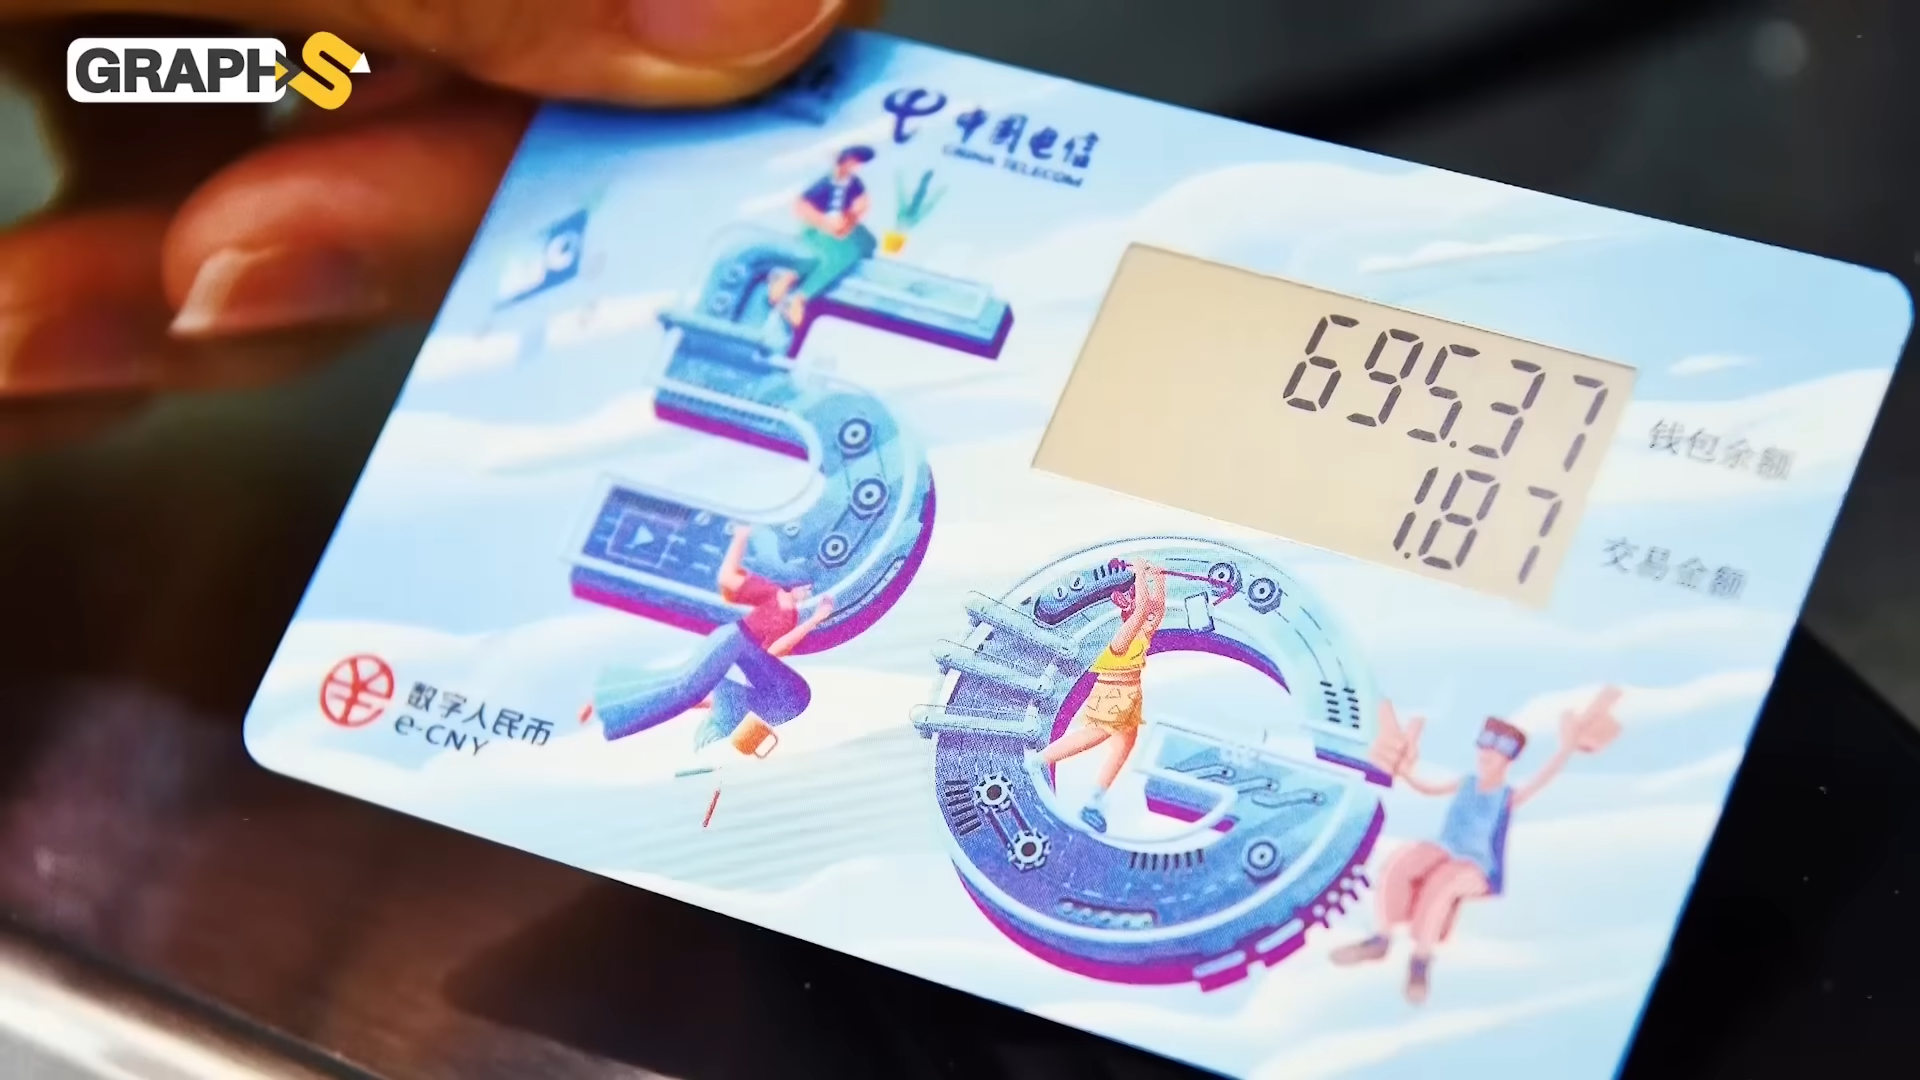 GRAPHS
中国电信
CHINA TELECOM
695.37
钱包余额
1.87
交易金额
5G
数字人民币
e-CNY